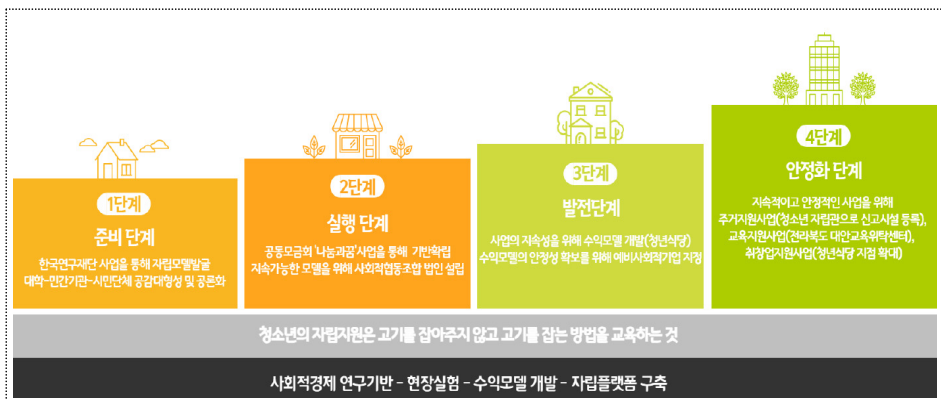 1단계
준비 단계
한국연구재단 사업을 통해 자립모델발굴
대학-민간기관-시민단체 공감대형성 및 공론화
2단계
실행 단계
공동모금회 '나눔과꿈'사업을 통해 기반확립
지속가능한 모델을 위해 사회적협동조합 법인 설립
3단계
발전단계
사업의 지속성을 위해 수익모델 개발(청년식당)
수익모델의 안정성 확보를 위해 예비사회적기업 지정
4단계
안정화 단계
지속적이고 안정적인 사업을 위해
주거지원사업(청소년 자립관으로 신고시설 등록),
교육지원사업(전라북도 대안교육위탁센터),
취창업지원사업(청년식당 지점 확대)
청소년의 자립지원은 고기를 잡아주지 않고 고기를 잡는 방법을 교육하는 것
사회적경제 연구기반 - 현장실험 - 수익모델 개발 - 자립플랫폼 구축